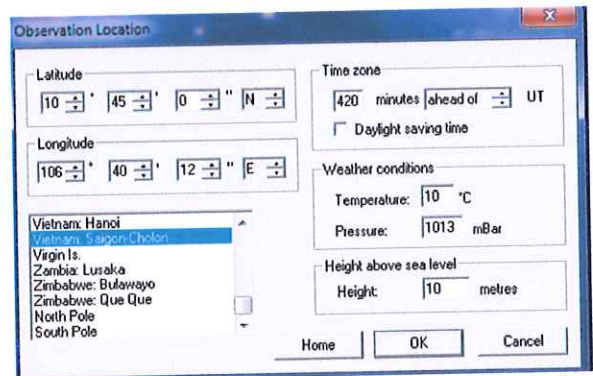 Observation Location
Latitude
10 ° 45 ' 0 " N
Longitude
106 ° 40 ' 12 " E
Vietnam: Hanoi
Vietnam: Saigon-Cholon
Virgin Is.
Zambia: Lusaka
Zimbabwe: Bulawayo
Zimbabwe: Que Que
North Pole
South Pole
Time zone
420 minutes ahead of UT
Daylight saving time
Weather conditions
Temperature: 10 °C
Pressure: 1013 mBar
Height above sea level
Height: 10 metres
Home OK Cancel